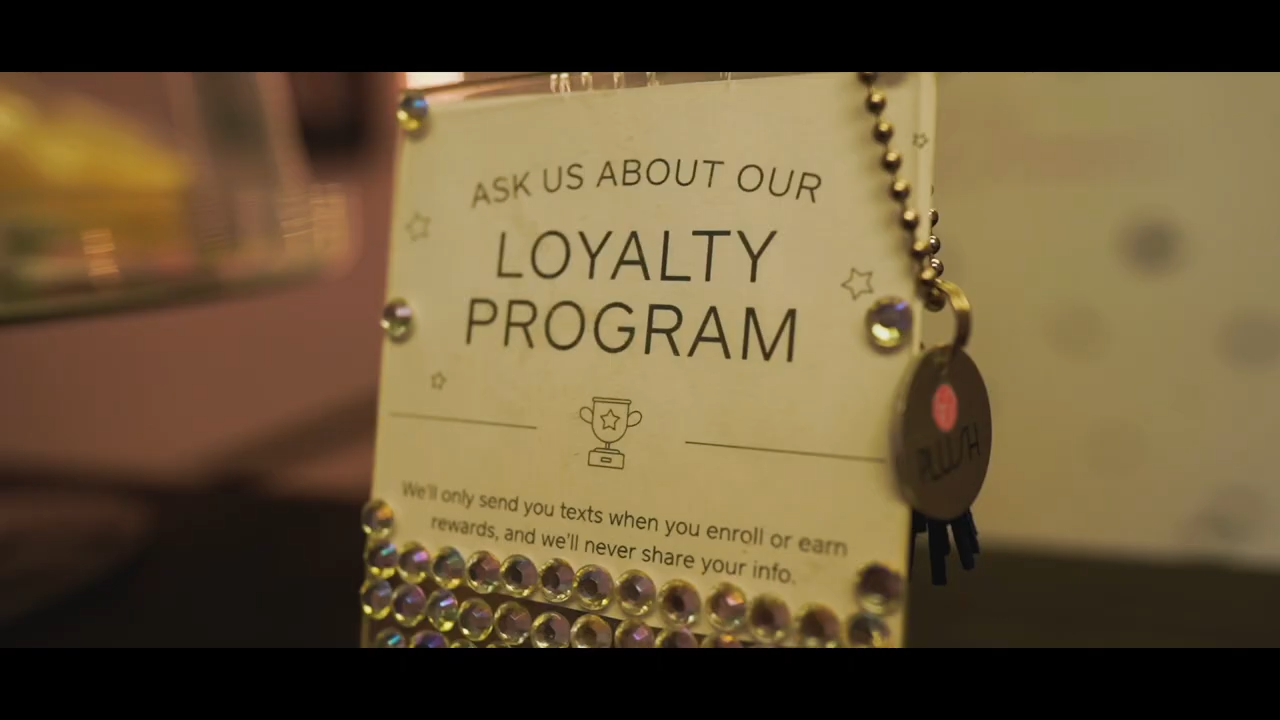 ASK US ABOUT OUR
LOYALTY
PROGRAM
We'll only send you texts when you enroll or earn
rewards, and we'll never share your info.
PLUSH